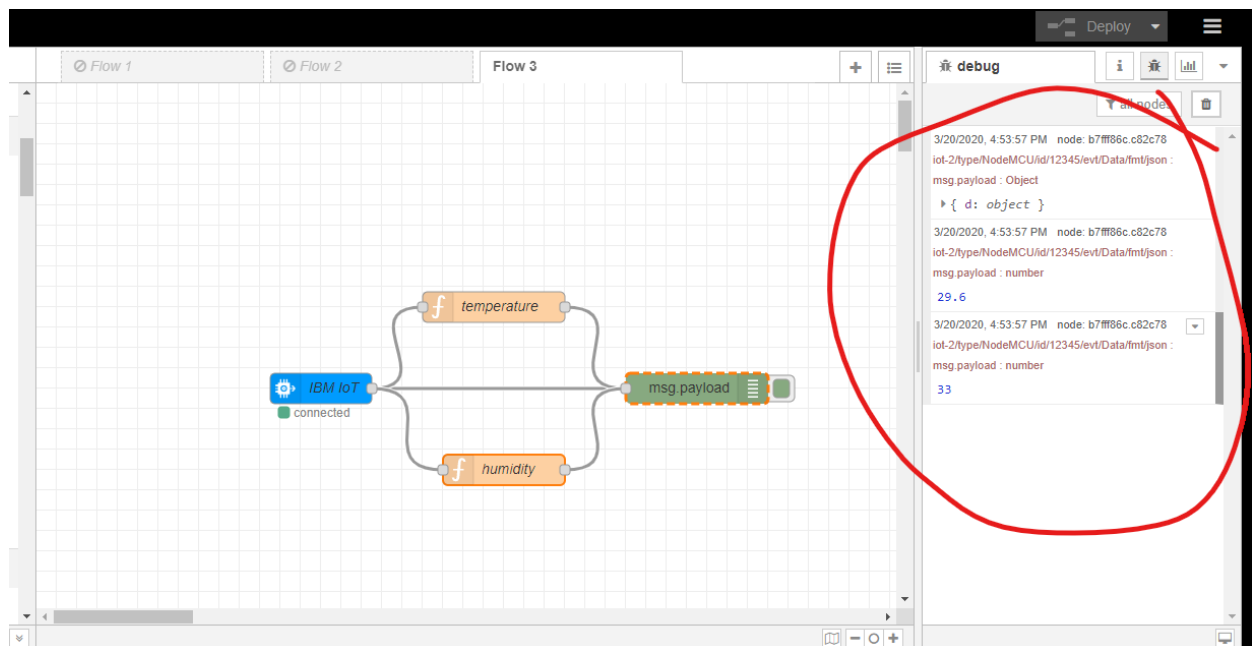 Deploy
Flow 1
Flow 2
Flow 3
debug
i
all nodes
3/20/2020, 4:53:57 PM node: b7fff86c.c82c78
iot-2/type/NodeMCU/id/12345/evt/Data/fmt/json :
msg.payload : Object
{ d: object }
3/20/2020, 4:53:57 PM node: b7fff86c.c82c78
iot-2/type/NodeMCU/id/12345/evt/Data/fmt/json :
msg.payload : number
29.6
3/20/2020, 4:53:57 PM node: b7fff86c.c82c78
iot-2/type/NodeMCU/id/12345/evt/Data/fmt/json :
msg.payload : number
33
f temperature
IBM IoT
connected
msg.payload
f humidity